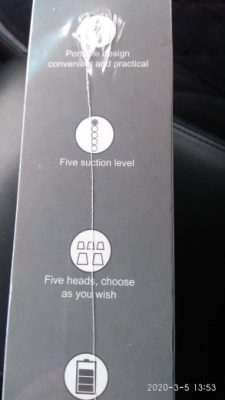 Portable design
convenient and practical
Five suction level
Five heads, choose
as you wish
2020-3-5 13:53